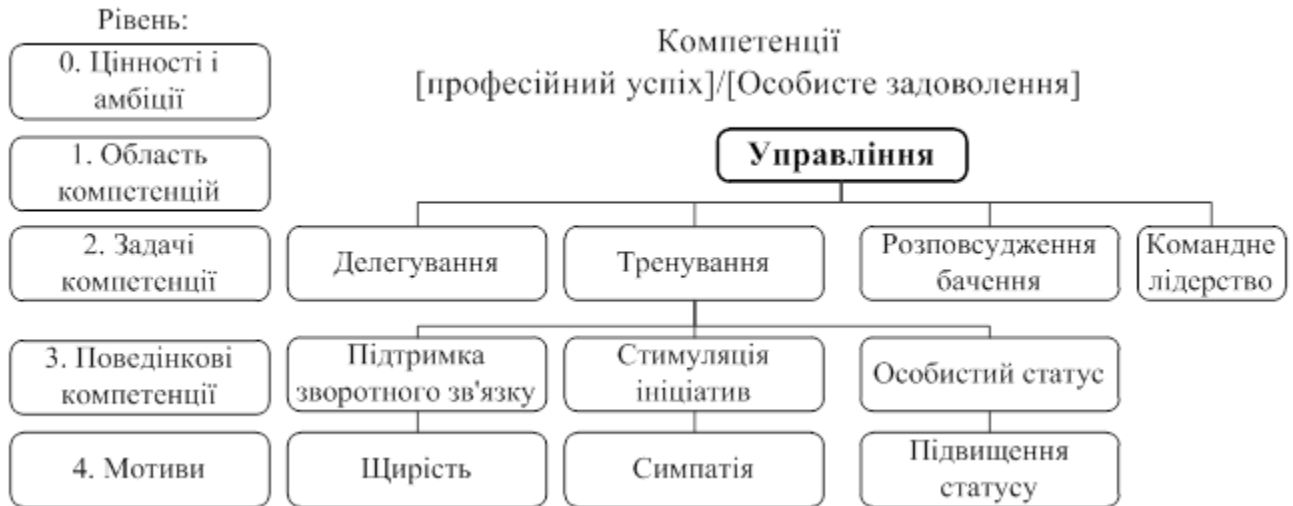 Рівень:
0. Цінності і
амбіції
Компетенції
[професійний успіх]/[Особисте задоволення]
1. Область
компетенцій
Управління
2. Задачі
компетенції
Делегування
Тренування
Розповсудження
бачення
Командне
лідерство
3. Поведінкові
компетенції
Підтримка
зворотного зв'язку
Стимуляція
ініціатив
Особистий статус
4. Мотиви
Щирість
Симпатія
Підвищення
статусу